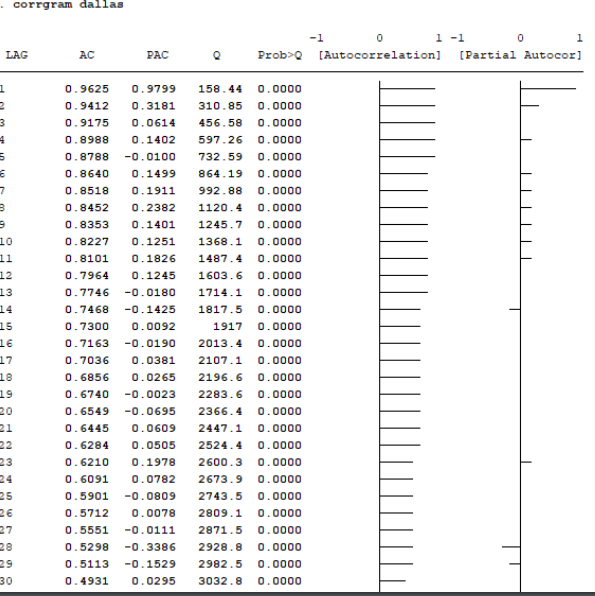 . corrgram dallas
-1 0 1 -1 0 1
LAG AC PAC Q Prob>Q [Autocorrelation] [Partial Autocor]
1 0.9625 0.9799 158.44 0.0000
2 0.9412 0.3181 310.85 0.0000
3 0.9175 0.0614 456.58 0.0000
4 0.8988 0.1402 597.26 0.0000
5 0.8788 -0.0100 732.59 0.0000
6 0.8640 0.1499 864.19 0.0000
7 0.8518 0.1911 992.88 0.0000
8 0.8452 0.2382 1120.4 0.0000
9 0.8353 0.1401 1245.7 0.0000
10 0.8227 0.1251 1368.1 0.0000
11 0.8101 0.1826 1487.4 0.0000
12 0.7964 0.1245 1603.6 0.0000
13 0.7746 -0.0180 1714.1 0.0000
14 0.7468 -0.1425 1817.5 0.0000
15 0.7300 0.0092 1917 0.0000
16 0.7163 -0.0190 2013.4 0.0000
17 0.7036 0.0381 2107.1 0.0000
18 0.6856 0.0265 2196.6 0.0000
19 0.6740 -0.0023 2283.6 0.0000
20 0.6549 -0.0695 2366.4 0.0000
21 0.6445 0.0609 2447.1 0.0000
22 0.6284 0.0505 2524.4 0.0000
23 0.6210 0.1978 2600.3 0.0000
24 0.6091 0.0782 2673.9 0.0000
25 0.5901 -0.0809 2743.5 0.0000
26 0.5712 0.0078 2809.1 0.0000
27 0.5551 -0.0111 2871.5 0.0000
28 0.5298 -0.3386 2928.8 0.0000
29 0.5113 -0.1529 2982.5 0.0000
30 0.4931 0.0295 3032.8 0.0000